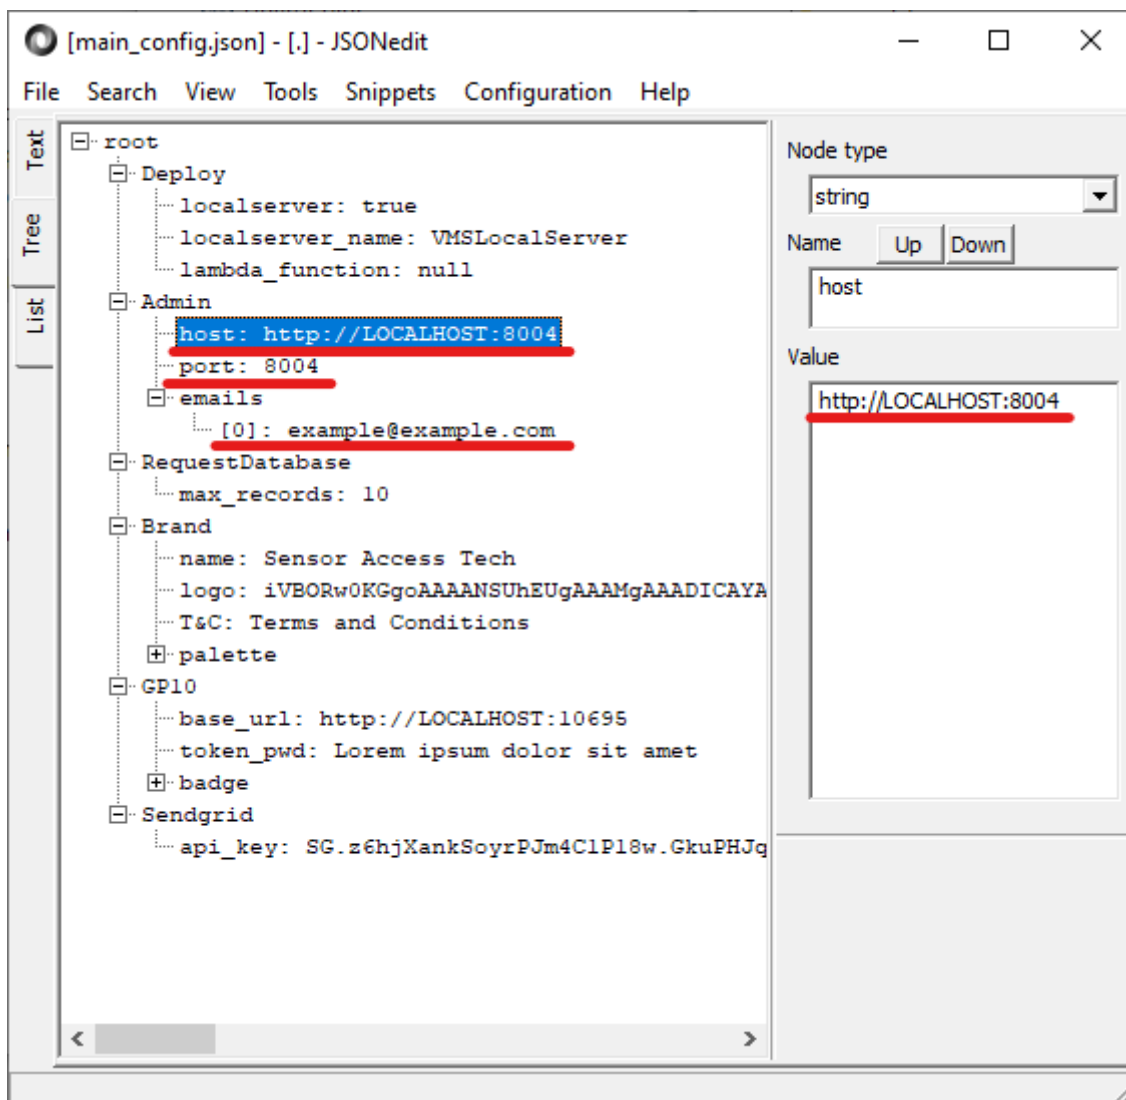 [main_config.json] - [.] - JSONedit
File Search View Tools Snippets Configuration Help
Text
Tree
List
root
Deploy
localserver: true
localserver_name: VMSLocalServer
lambda_function: null
Admin
host: http://LOCALHOST:8004
port: 8004
emails
[0]: example@example.com
RequestDatabase
max_records: 10
Brand
name: Sensor Access Tech
logo: iVBORw0KGgoAAAANSUhEUgAAAMgAAADICAYA
T&C: Terms and Conditions
palette
GP10
base_url: http://LOCALHOST:10695
token_pwd: Lorem ipsum dolor sit amet
badge
Sendgrid
api_key: SG.z6hjXankSoyrPJm4C1P18w.GkuPHJq
Node type
string
Name Up Down
host
Value
http://LOCALHOST:8004